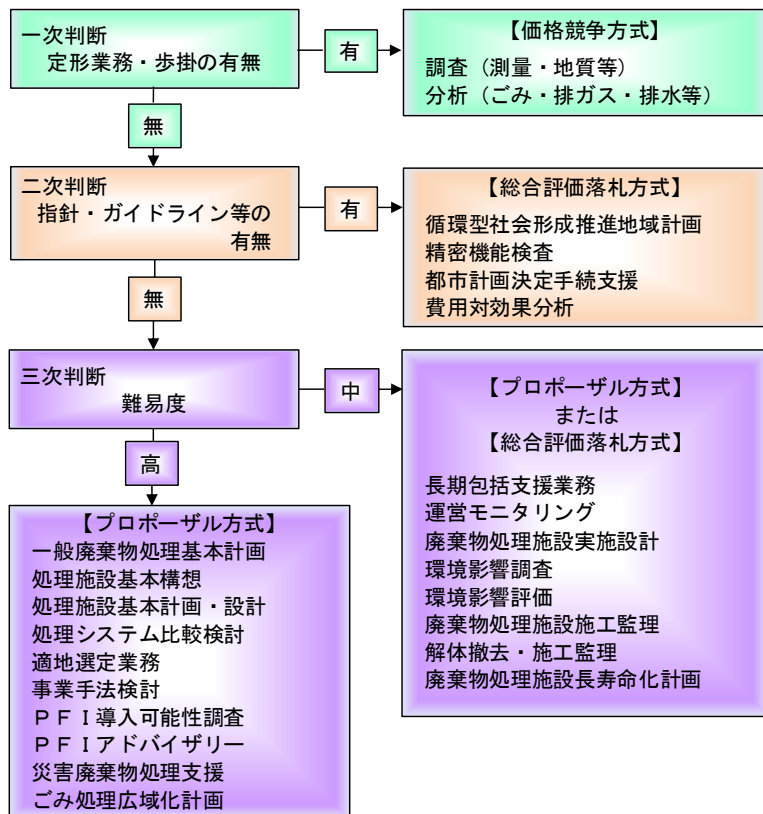 一次判断
定形業務・歩掛の有無
有
【価格競争方式】
調査（測量・地質等）
分析（ごみ・排ガス・排水等）
無
二次判断
指針・ガイドライン等の
有無
有
【総合評価落札方式】
循環型社会形成推進地域計画
精密機能検査
都市計画決定手続支援
費用対効果分析
無
三次判断
難易度
中
【プロポーザル方式】
または
【総合評価落札方式】
長期包括支援業務
運営モニタリング
廃棄物処理施設実施設計
環境影響調査
環境影響評価
廃棄物処理施設施工監理
解体撤去・施工監理
廃棄物処理施設長寿命化計画
高
【プロポーザル方式】
一般廃棄物処理基本計画
処理施設基本構想
処理施設基本計画・設計
処理システム比較検討
適地選定業務
事業手法検討
ＰＦＩ導入可能性調査
ＰＦＩアドバイザリー
災害廃棄物処理支援
ごみ処理広域化計画